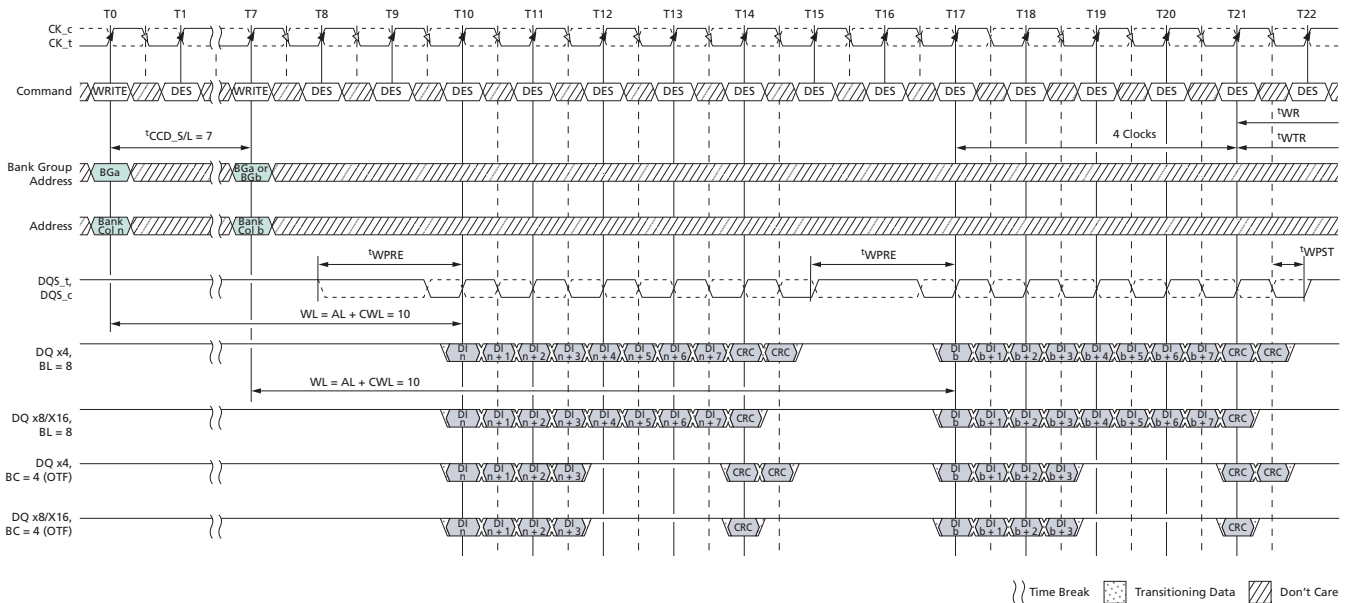 T0 T1 T7 T8 T9 T10 T11 T12 T13 T14 T15 T16 T17 T18 T19 T20 T21 T22
CK_c
CK_t
Command WRITE DES WRITE DES DES DES DES DES DES DES DES DES DES DES DES DES DES DES
tWR
tCCD_S/L = 7
4 Clocks
tWTR
Bank Group
Address
BGa
BGa or
BGb
Address
Bank
Col n
Bank
Col b
tWPRE
tWPRE
tWPST
DQS_t,
DQS_c
WL = AL + CWL = 10
DQ x4,
BL = 8
DI n DI n + 1 DI n + 2 DI n + 3 DI n + 4 DI n + 5 DI n + 6 DI n + 7 CRC CRC DI b DI b + 1 DI b + 2 DI b + 3 DI b + 4 DI b + 5 DI b + 6 DI b + 7 CRC CRC
WL = AL + CWL = 10
DQ x8/X16,
BL = 8
DI n DI n + 1 DI n + 2 DI n + 3 DI n + 4 DI n + 5 DI n + 6 DI n + 7 CRC DI b DI b + 1 DI b + 2 DI b + 3 DI b + 4 DI b + 5 DI b + 6 DI b + 7 CRC
DQ x4,
BC = 4 (OTF)
DI n DI n + 1 DI n + 2 DI n + 3 CRC CRC DI b DI b + 1 DI b + 2 DI b + 3 CRC CRC
DQ x8/X16,
BC = 4 (OTF)
DI n DI n + 1 DI n + 2 DI n + 3 CRC DI b DI b + 1 DI b + 2 DI b + 3 CRC
Time Break Transitioning Data Don't Care